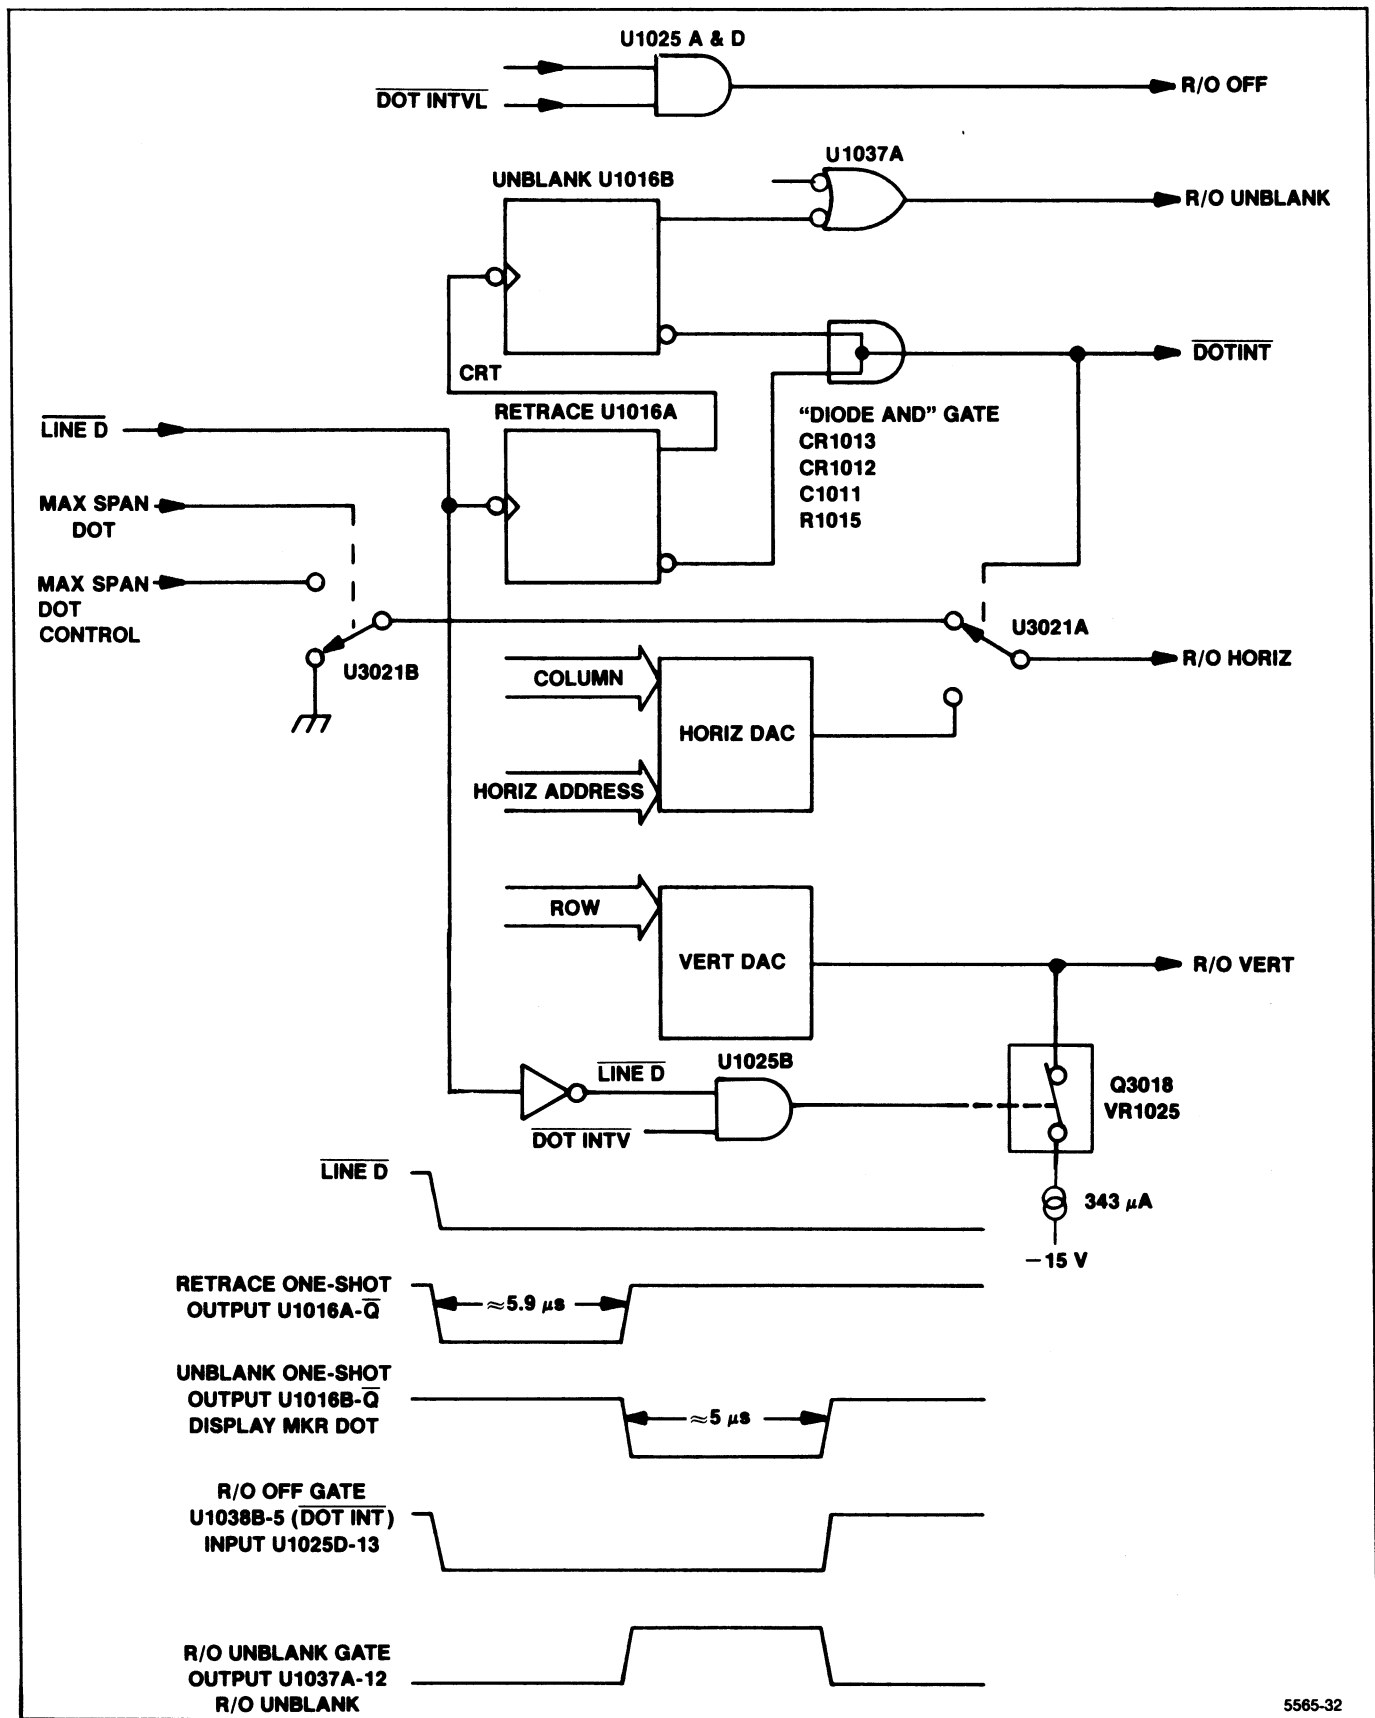 U1025 A & D
DOT INTVL
R/O OFF
U1037A
UNBLANK U1016B
R/O UNBLANK
DOTINT
CRT
RETRACE U1016A
"DIODE AND" GATE
CR1013
CR1012
C1011
R1015
LINE D
MAX SPAN
DOT
MAX SPAN
DOT
CONTROL
U3021B
U3021A
R/O HORIZ
COLUMN
HORIZ DAC
HORIZ ADDRESS
ROW
VERT DAC
R/O VERT
U1025B
LINE D
DOT INTV
Q3018
VR1025
343 µA
−15 V
LINE D
RETRACE ONE-SHOT
OUTPUT U1016A-Q̅
≈5.9 µs
UNBLANK ONE-SHOT
OUTPUT U1016B-Q̅
DISPLAY MKR DOT
≈5 µs
R/O OFF GATE
U1038B-5 (DOT INT)
INPUT U1025D-13
R/O UNBLANK GATE
OUTPUT U1037A-12
R/O UNBLANK
5565-32